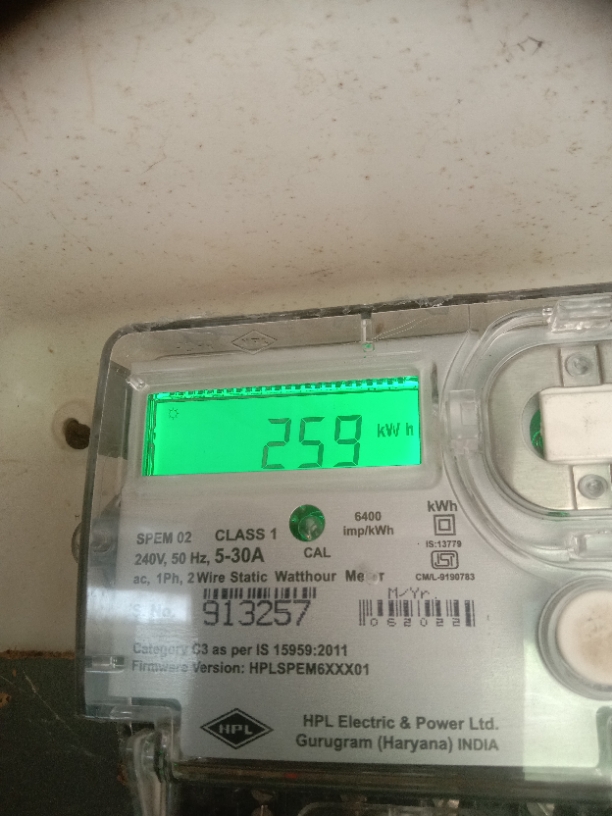 259 kWh
SPEM 02 CLASS 1
6400
imp/kWh
kWh
240V, 50 Hz, 5-30A
CAL
IS:13779
ISI
CM/L-9190783
ac, 1Ph, 2 Wire Static Watthour
S. No. 913257
M/Yr.
062022
Category C3 as per IS 15959:2011
Firmware Version: HPLSPEM6XXX01
HPL
HPL Electric & Power Ltd.
Gurugram (Haryana) INDIA